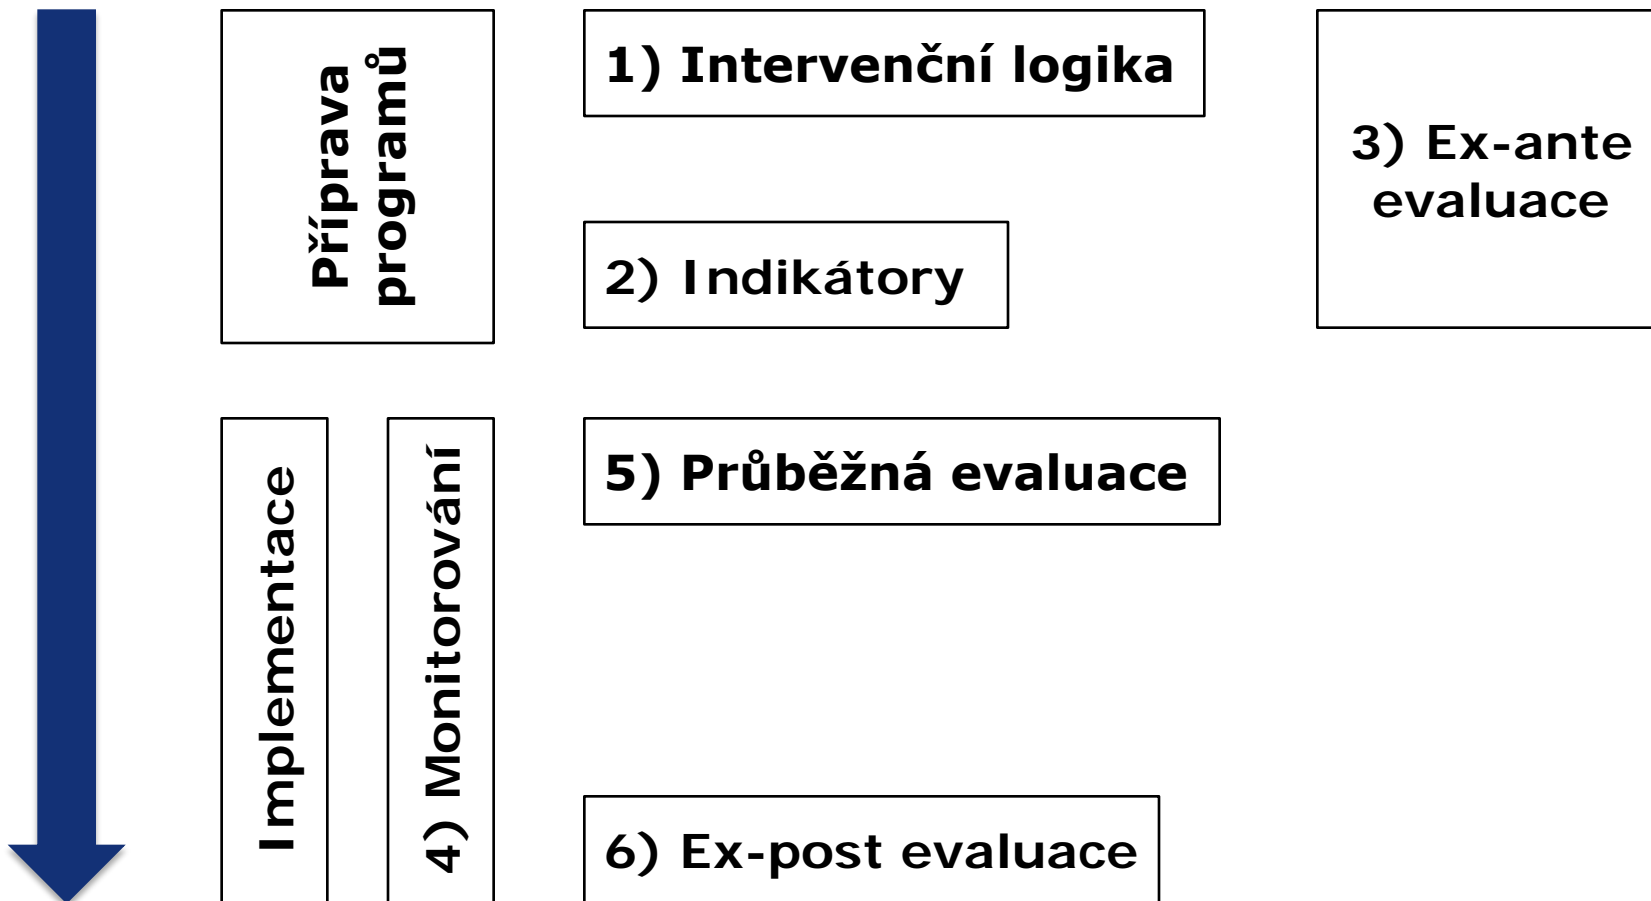 Příprava
programů
1) Intervenční logika
2) Indikátory
3) Ex-ante
evaluace
Implementace
4) Monitorování
5) Průběžná evaluace
6) Ex-post evaluace